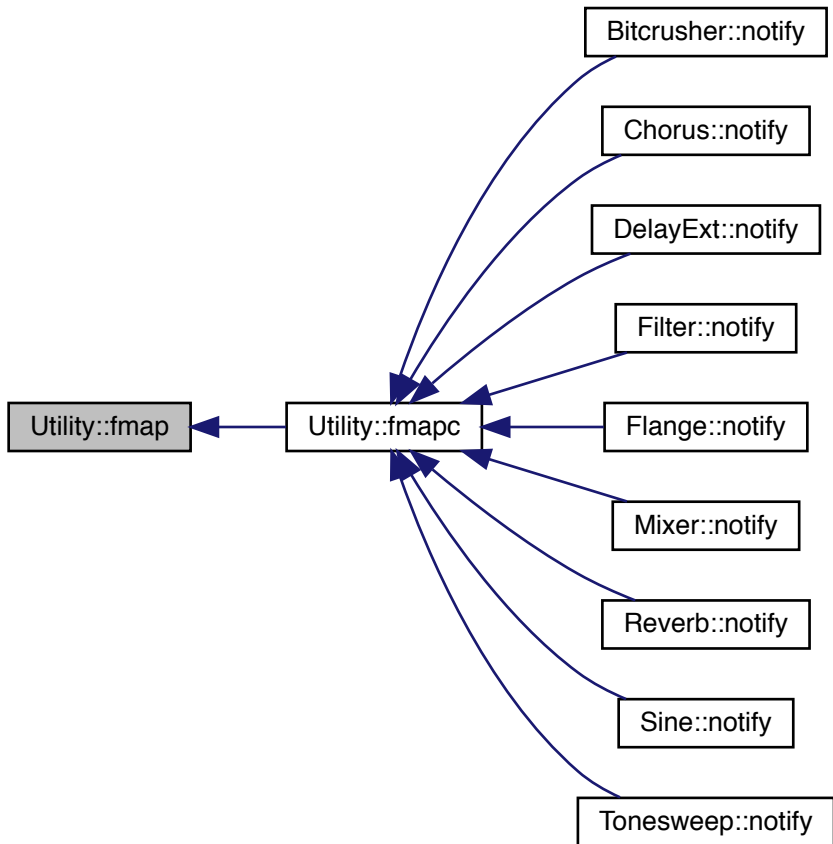 Bitcrusher::notify
Chorus::notify
DelayExt::notify
Filter::notify
Utility::fmap
Utility::fmapc
Flange::notify
Mixer::notify
Reverb::notify
Sine::notify
Tonesweep::notify